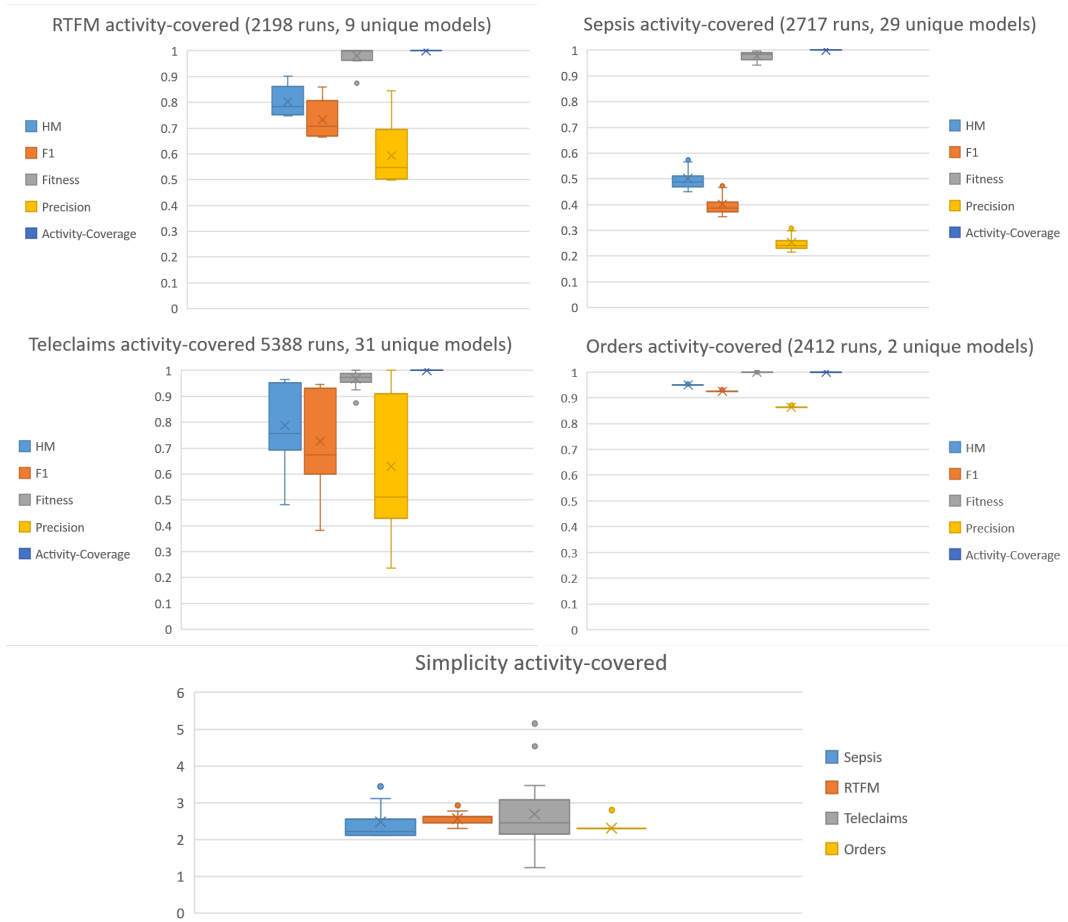 RTFM activity-covered (2198 runs, 9 unique models)
1
0.9
0.8
0.7
0.6
0.5
0.4
0.3
0.2
0.1
0
HM
F1
Fitness
Precision
Activity-Coverage
Sepsis activity-covered (2717 runs, 29 unique models)
1
0.9
0.8
0.7
0.6
0.5
0.4
0.3
0.2
0.1
0
HM
F1
Fitness
Precision
Activity-Coverage
Teleclaims activity-covered 5388 runs, 31 unique models)
1
0.9
0.8
0.7
0.6
0.5
0.4
0.3
0.2
0.1
0
HM
F1
Fitness
Precision
Activity-Coverage
Orders activity-covered (2412 runs, 2 unique models)
1
0.9
0.8
0.7
0.6
0.5
0.4
0.3
0.2
0.1
0
HM
F1
Fitness
Precision
Activity-Coverage
Simplicity activity-covered
6
5
4
3
2
1
0
Sepsis
RTFM
Teleclaims
Orders